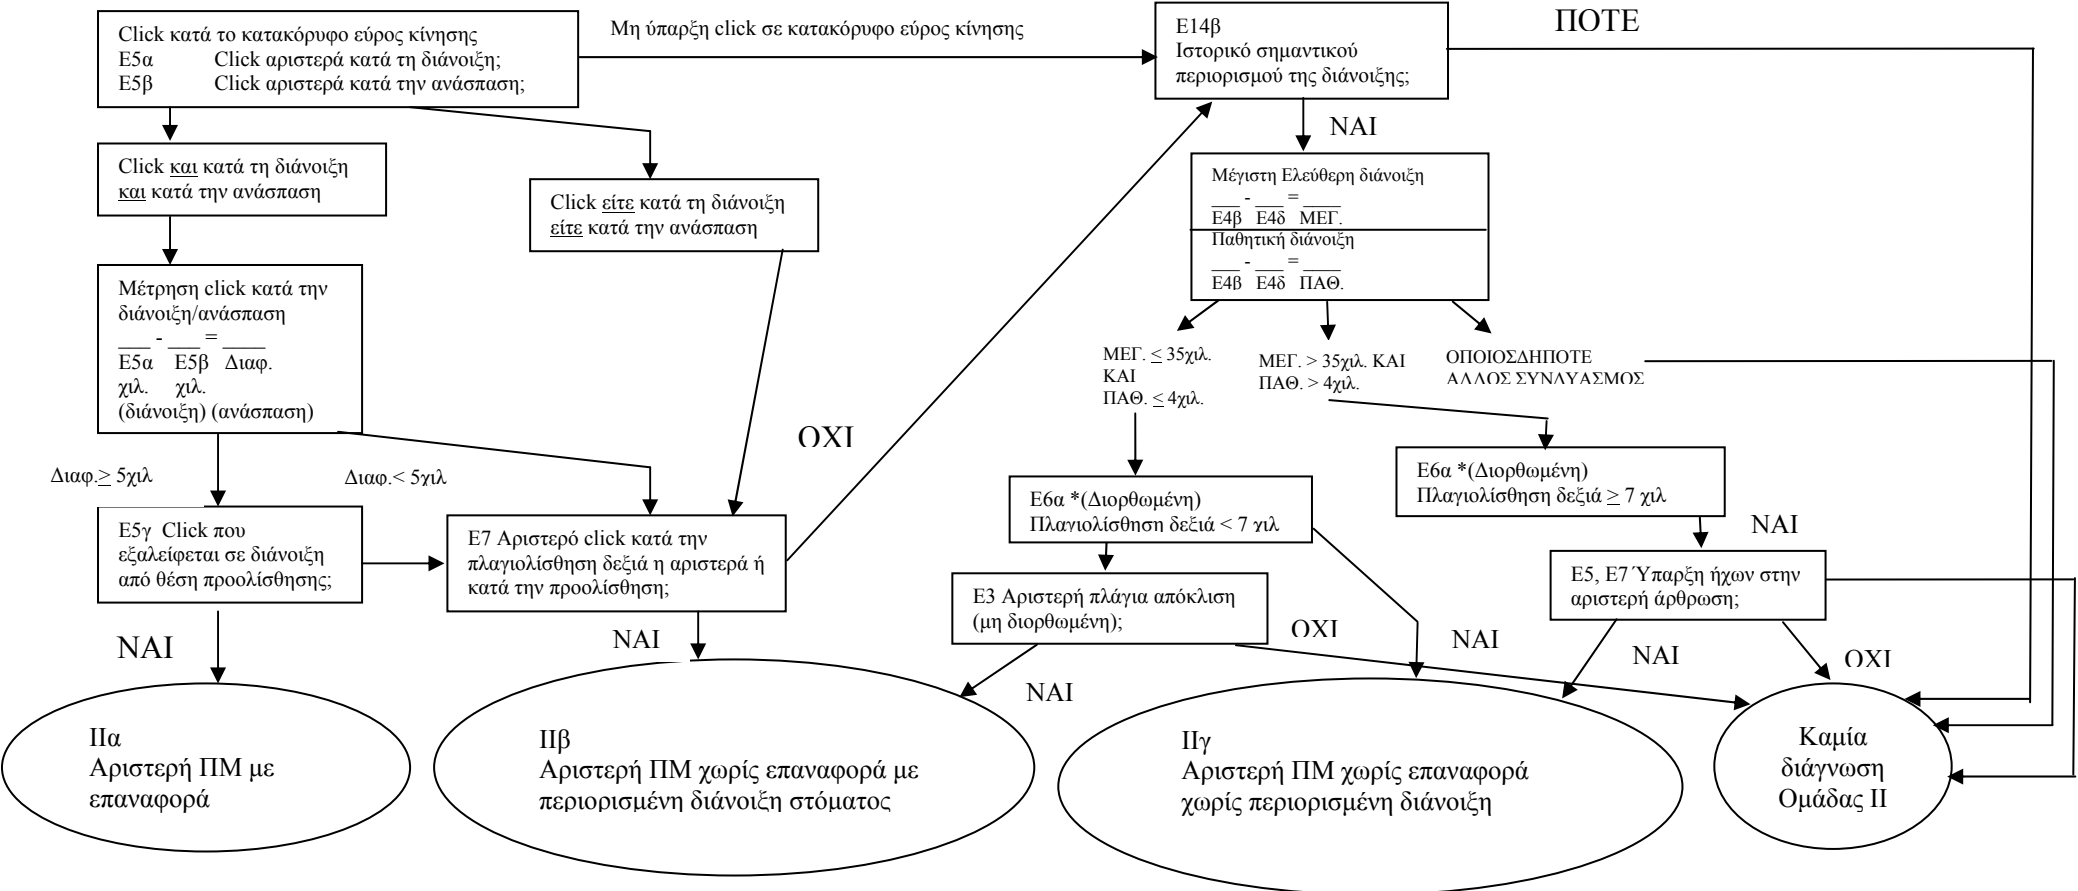 Click κατά το κατακόρυφο εύρος κίνησης
Ε5α Click αριστερά κατά τη διάνοιξη;
Ε5β Click αριστερά κατά την ανάσπαση;
Μη ύπαρξη click σε κατακόρυφο εύρος κίνησης
Ε14β
Ιστορικό σημαντικού
περιορισμού της διάνοιξης;
ΠΟΤΕ
ΝΑΙ
Click και κατά τη διάνοιξη
και κατά την ανάσπαση
Click είτε κατά τη διάνοιξη
είτε κατά την ανάσπαση
Μέγιστη Ελεύθερη διάνοιξη
___ - ___ = ____
Ε4β Ε4δ ΜΕΓ.
Παθητική διάνοιξη
___ - ___ = ____
Ε4β Ε4δ ΠΑΘ.
Μέτρηση click κατά την
διάνοιξη/ανάσπαση
___ - ___ = ____
Ε5α Ε5β Διαφ.
χιλ. χιλ.
(διάνοιξη) (ανάσπαση)
ΜΕΓ. ≤ 35χιλ.
ΚΑΙ
ΠΑΘ. ≤ 4χιλ.
ΜΕΓ. > 35χιλ. ΚΑΙ
ΠΑΘ. > 4χιλ.
ΟΠΟΙΟΣΔΗΠΟΤΕ
ΑΛΛΟΣ ΣΥΝΔΥΑΣΜΟΣ
ΟΧΙ
Διαφ.≥ 5χιλ
Διαφ.< 5χιλ
Ε5γ Click που
εξαλείφεται σε διάνοιξη
από θέση προολίσθησης;
Ε7 Αριστερό click κατά την
πλαγιολίσθηση δεξιά η αριστερά ή
κατά την προολίσθηση;
Ε6α *(Διορθωμένη)
Πλαγιολίσθηση δεξιά < 7 χιλ
Ε6α *(Διορθωμένη)
Πλαγιολίσθηση δεξιά ≥ 7 χιλ
ΝΑΙ
Ε3 Αριστερή πλάγια απόκλιση
(μη διορθωμένη);
Ε5, Ε7 Ύπαρξη ήχων στην
αριστερή άρθρωση;
ΝΑΙ
ΝΑΙ
ΝΑΙ
ΟΧΙ
ΝΑΙ
ΝΑΙ
ΟΧΙ
ΙΙα
Αριστερή ΠΜ με
επαναφορά
ΙΙβ
Αριστερή ΠΜ χωρίς επαναφορά με
περιορισμένη διάνοιξη στόματος
ΙΙγ
Αριστερή ΠΜ χωρίς επαναφορά
χωρίς περιορισμένη διάνοιξη
Καμία
διάγνωση
Ομάδας ΙΙ